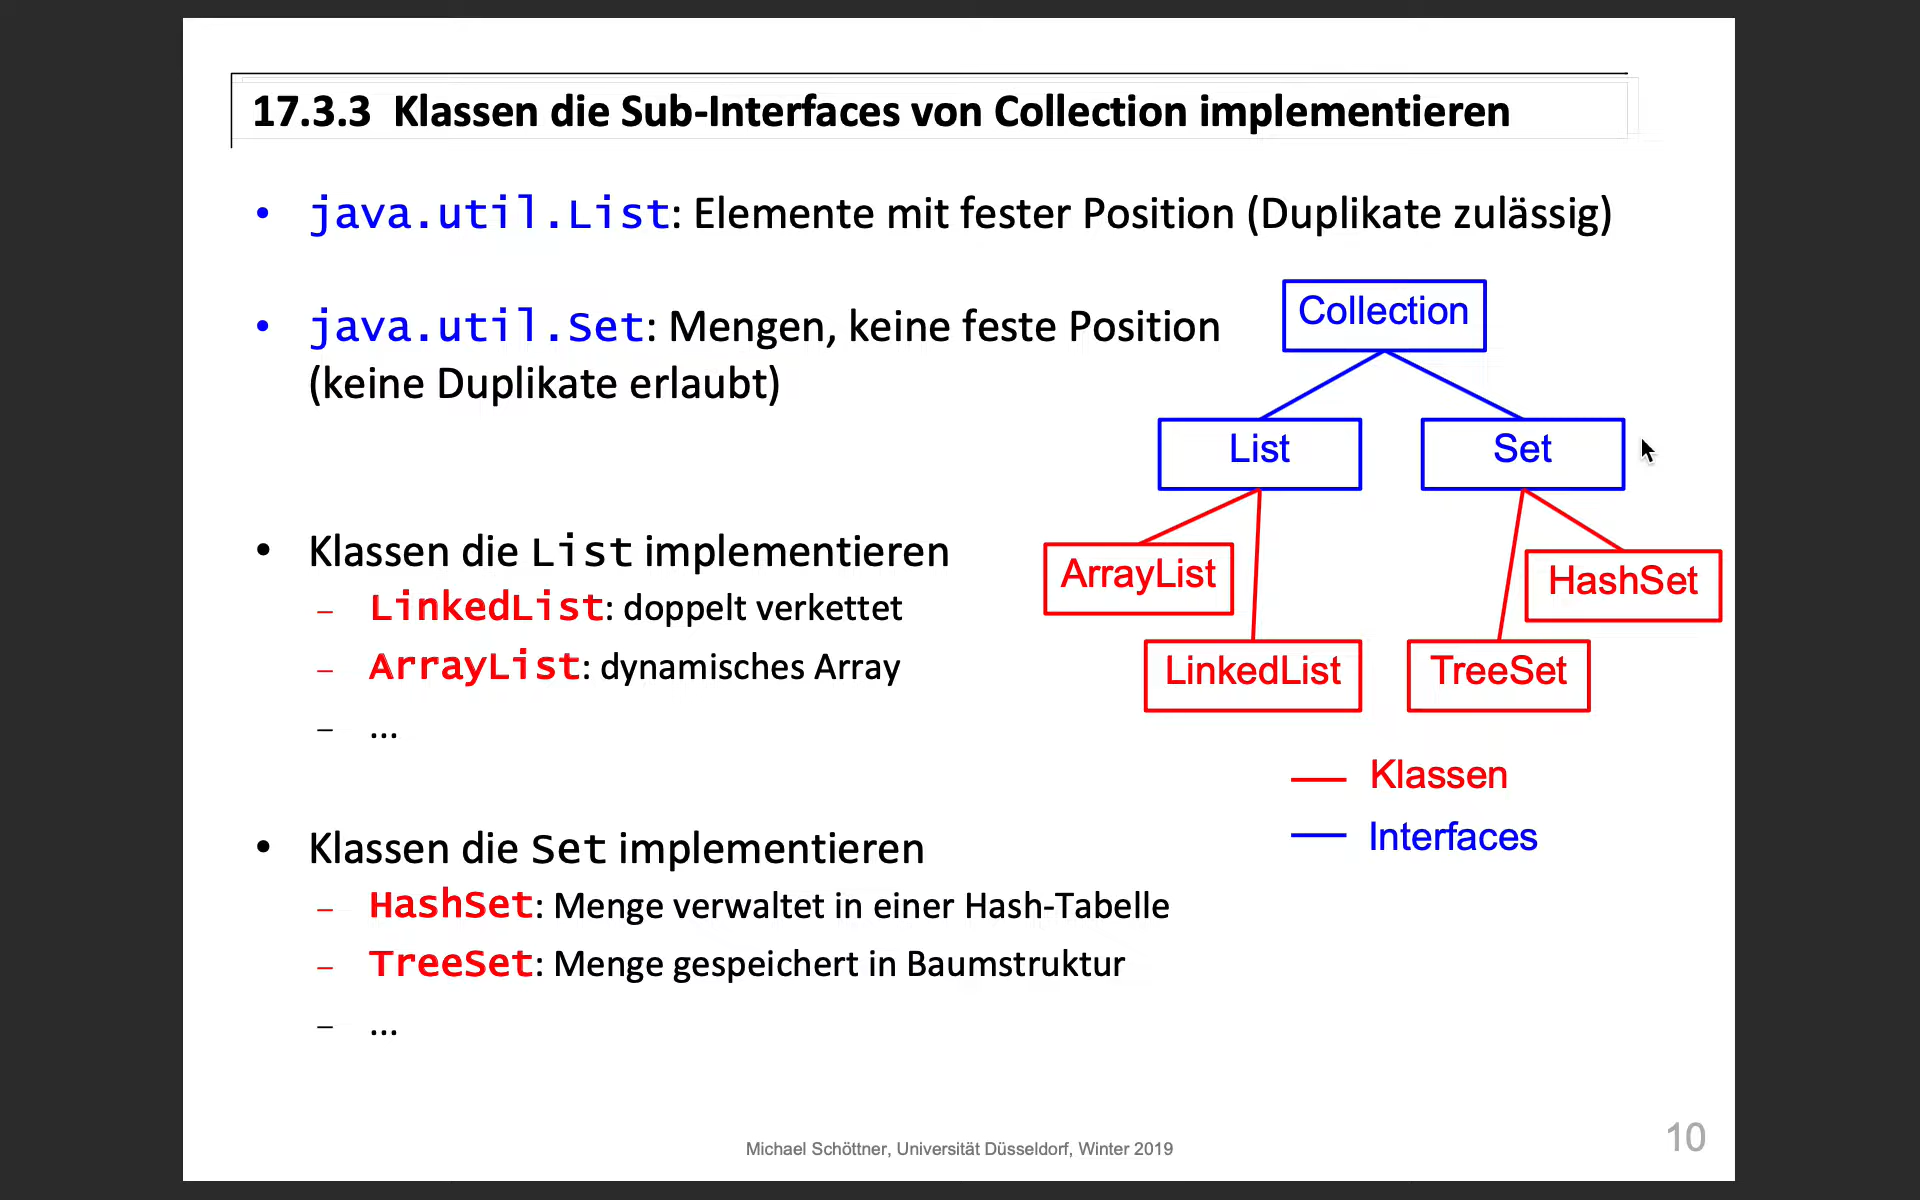 17.3.3 Klassen die Sub-Interfaces von Collection implementieren
• java.util.List: Elemente mit fester Position (Duplikate zulässig)
• java.util.Set: Mengen, keine feste Position
(keine Duplikate erlaubt)
• Klassen die List implementieren
– LinkedList: doppelt verkettet
– ArrayList: dynamisches Array
– ...
• Klassen die Set implementieren
– HashSet: Menge verwaltet in einer Hash-Tabelle
– TreeSet: Menge gespeichert in Baumstruktur
– ...
Collection
List
Set
ArrayList
HashSet
LinkedList
TreeSet
Klassen
Interfaces
Michael Schöttner, Universität Düsseldorf, Winter 2019
10